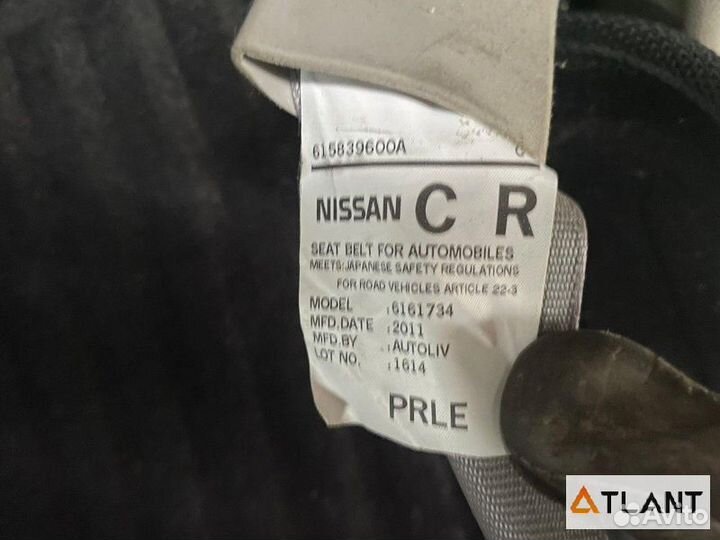 615839600A
NISSAN C R
SEAT BELT FOR AUTOMOBILES
MEETS:JAPANESE SAFETY REGULATIONS
FOR ROAD VEHICLES ARTICLE 22-3
MODEL :6161734
MFD.DATE :2011
MFD.BY :AUTOLIV
LOT NO. :1614
PRLE
ATLANT
Avito